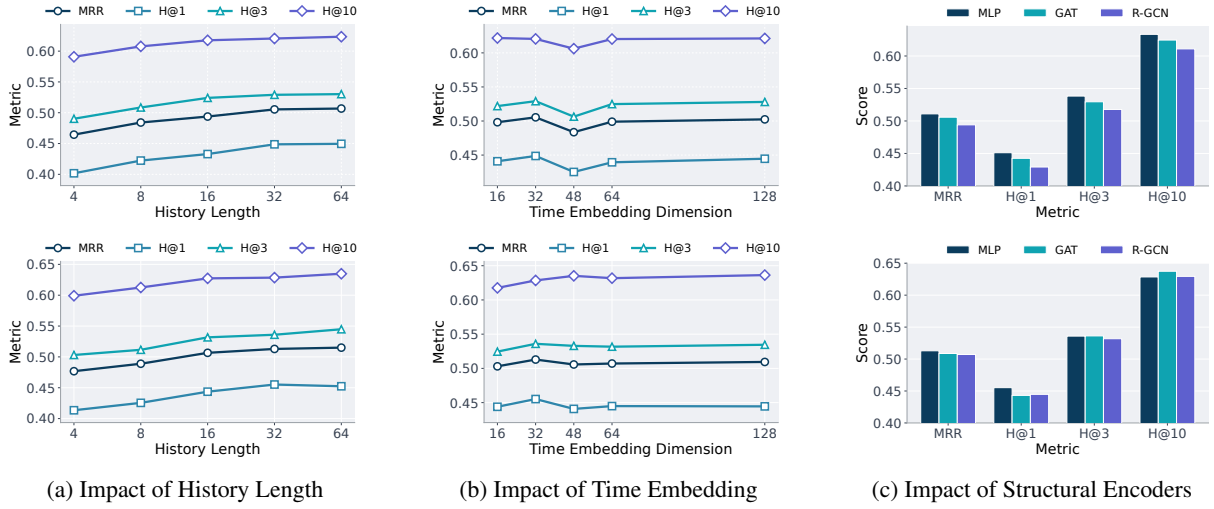 MRR H@1 H@3 H@10
Metric
0.60
0.55
0.50
0.45
0.40
4 8 16 32 64
History Length
MRR H@1 H@3 H@10
Metric
0.60
0.55
0.50
0.45
16 32 48 64 128
Time Embedding Dimension
MLP GAT R-GCN
Score
0.60
0.55
0.50
0.45
0.40
MRR H@1 H@3 H@10
Metric
MRR H@1 H@3 H@10
Metric
0.65
0.60
0.55
0.50
0.45
0.40
4 8 16 32 64
History Length
MRR H@1 H@3 H@10
Metric
0.65
0.60
0.55
0.50
0.45
16 32 48 64 128
Time Embedding Dimension
MLP GAT R-GCN
Score
0.65
0.60
0.55
0.50
0.45
0.40
MRR H@1 H@3 H@10
Metric
(a) Impact of History Length
(b) Impact of Time Embedding
(c) Impact of Structural Encoders